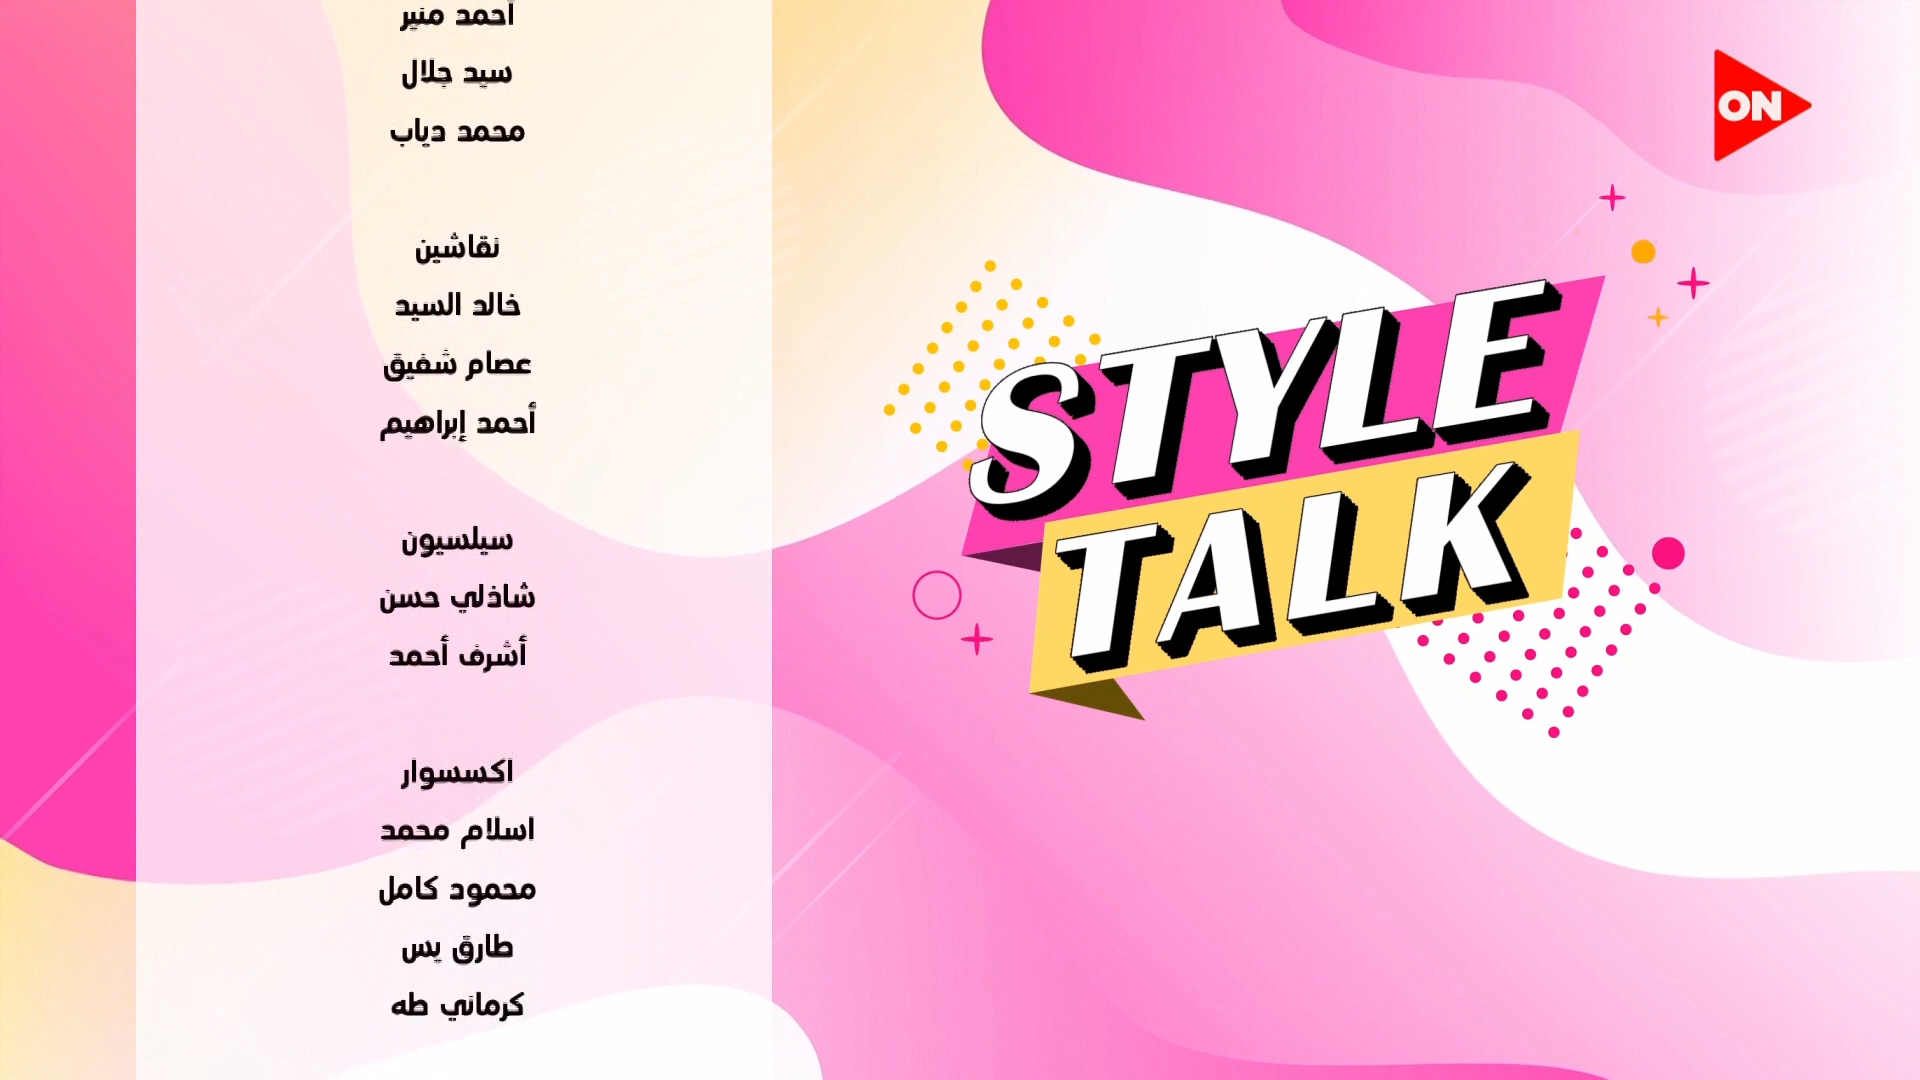 أحمد منير
سيد جلال
محمد دياب
نقاشين
خالد السيد
عصام شفيق
أحمد إبراهيم
سيلسيون
شاذلي حسن
أشرف أحمد
اكسسوار
اسلام محمد
محمود كامل
طارق يس
كرماني طه
ON
STYLE
TALK